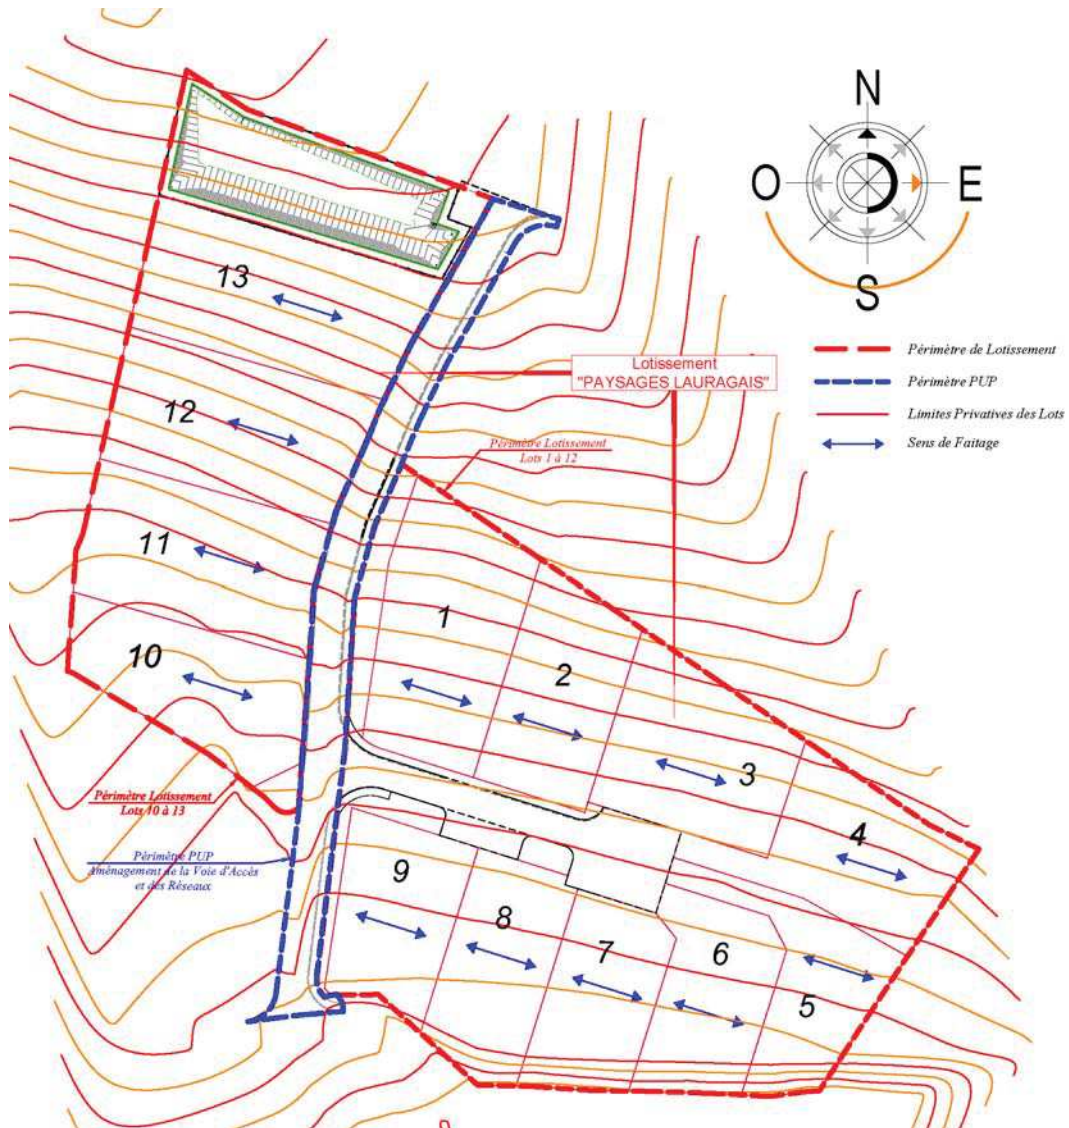 N
O
E
S
Périmètre de Lotissement
Périmètre PUP
Limites Privatives des Lots
Sens de Faitage
Lotissement
"PAYSAGES LAURAGAIS"
Périmètre Lotissement
Lots 1 à 12
13
12
11
10
1
2
3
4
Périmètre Lotissement
Lots 10 à 13
Périmètre PUP
Aménagement de la Voie d'Accès
et des Réseaux
9
8
7
6
5